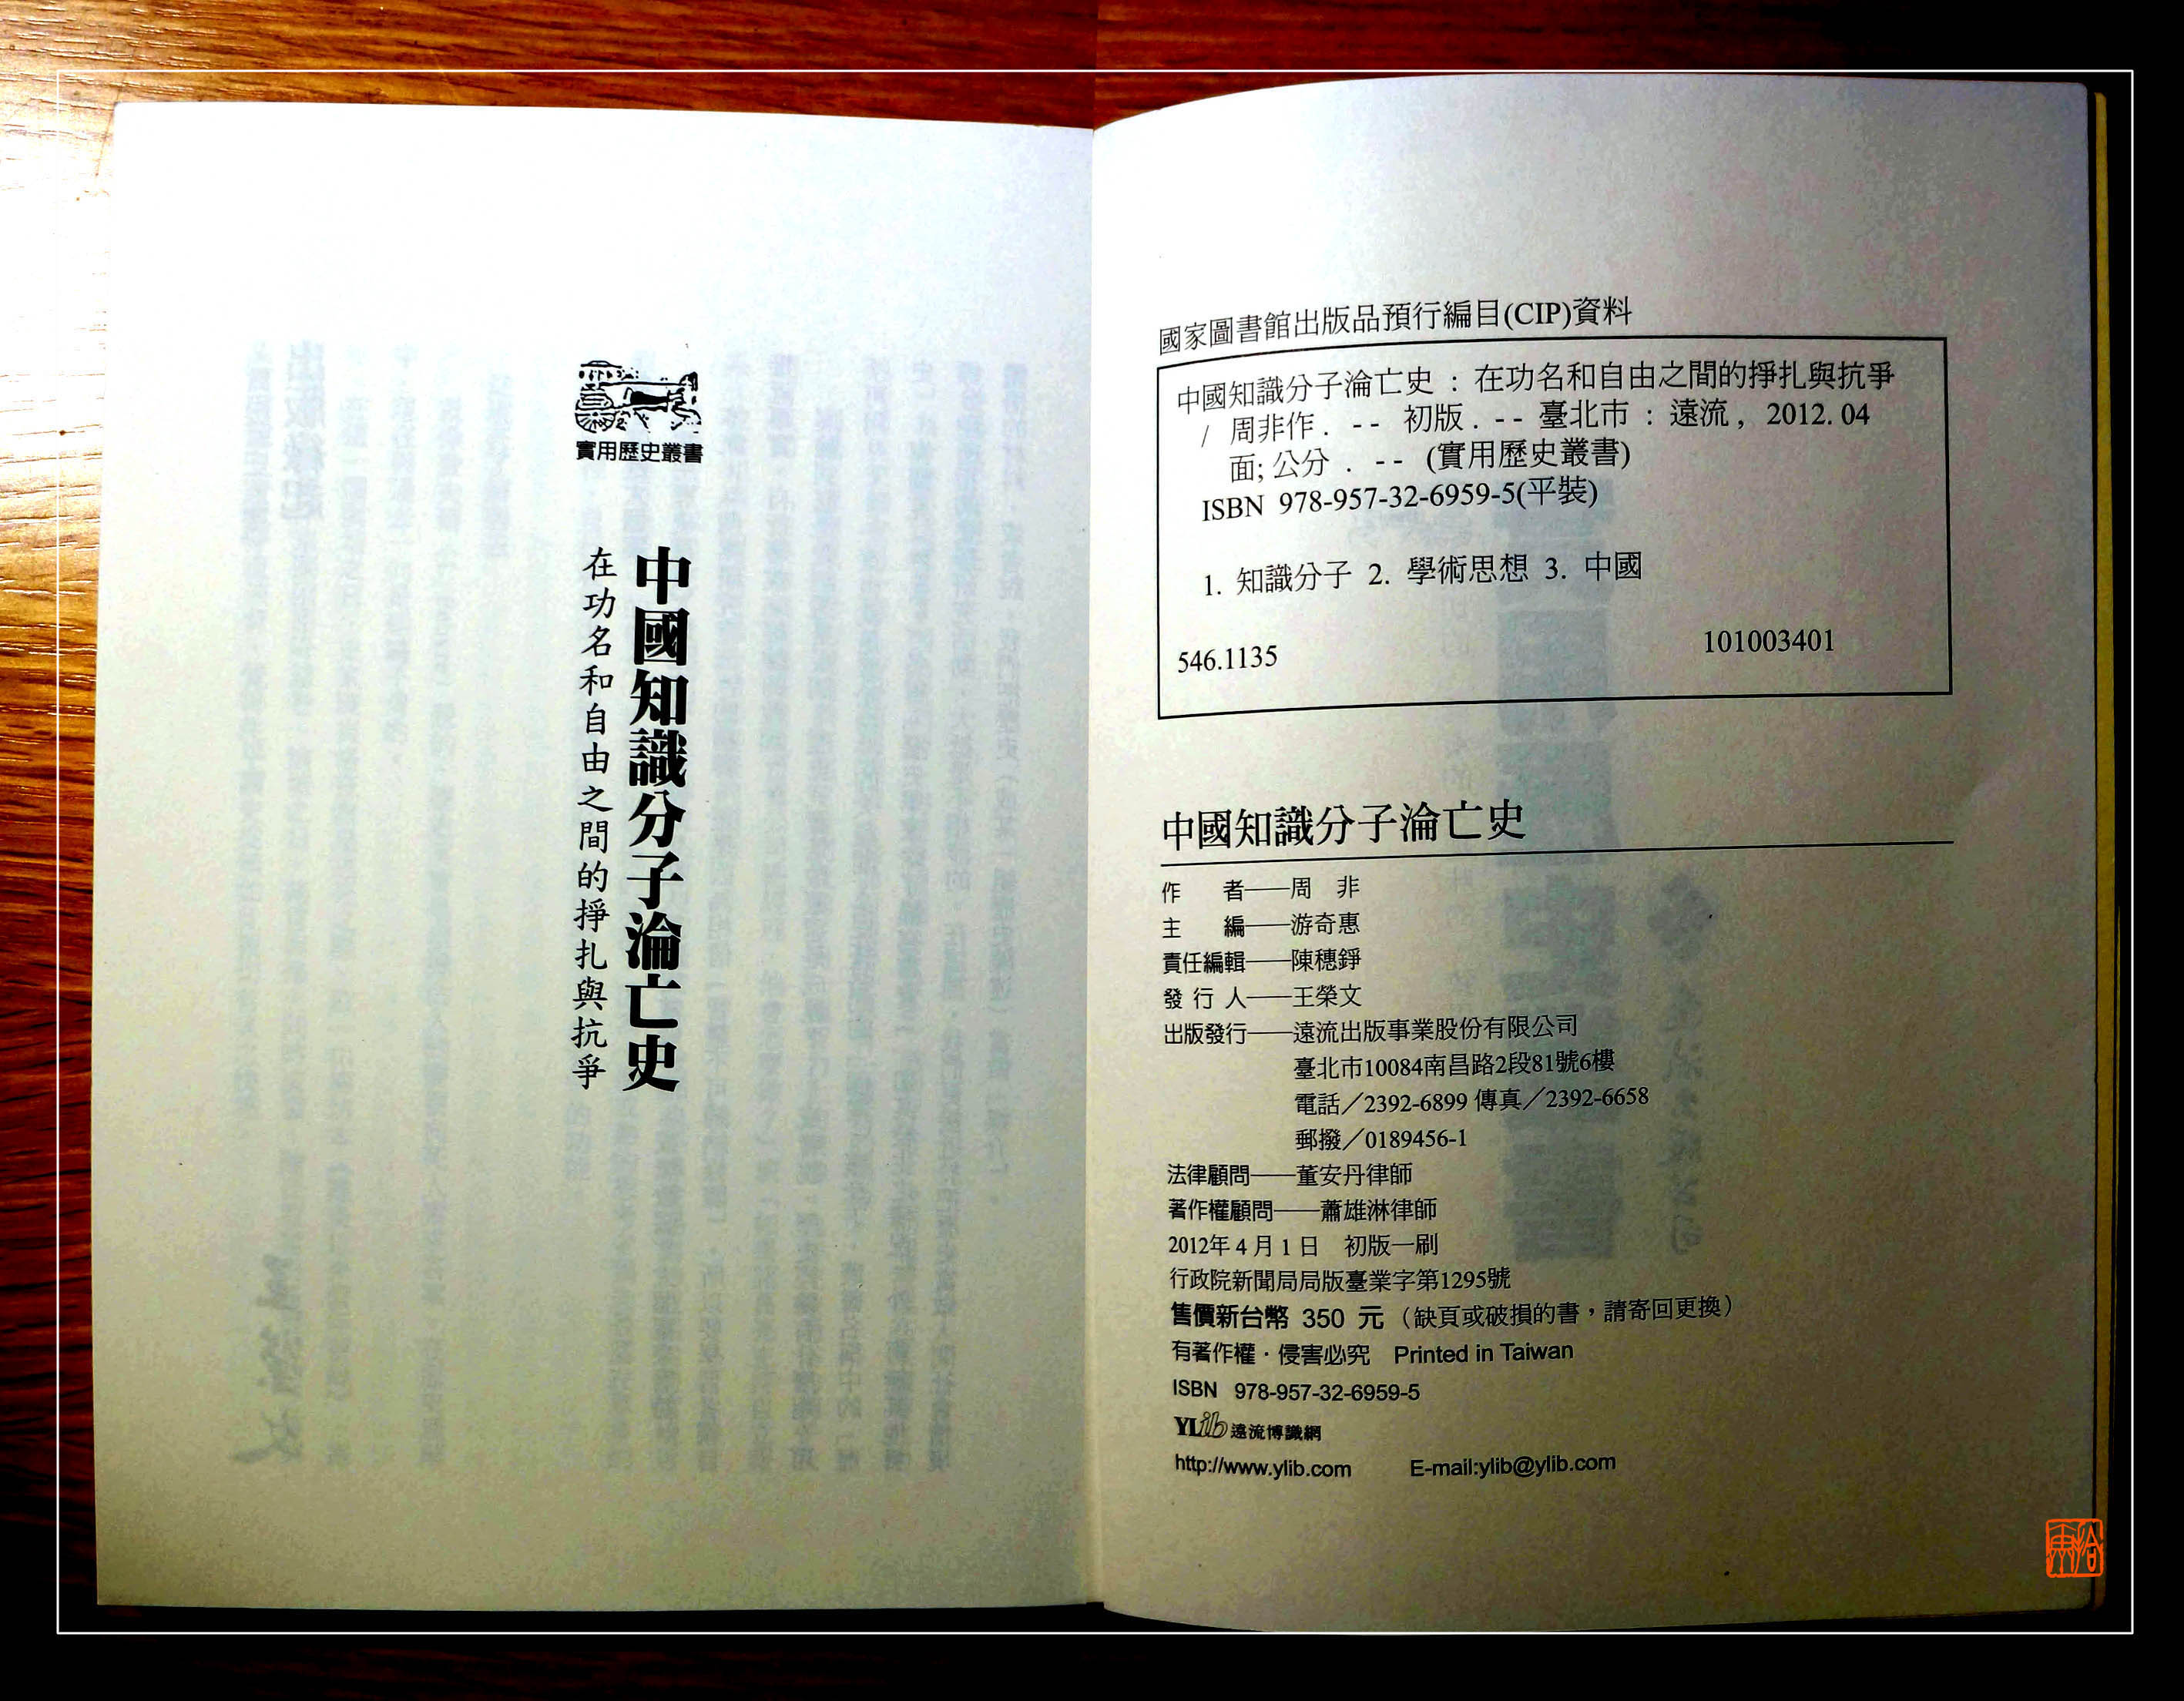 實用歷史叢書
中國知識分子淪亡史
在功名和自由之間的掙扎與抗爭
國家圖書館出版品預行編目(CIP)資料
中國知識分子淪亡史 : 在功名和自由之間的掙扎與抗爭
/ 周非作 . -- 初版 . -- 臺北市 : 遠流 , 2012. 04
面; 公分 . -- (實用歷史叢書)
ISBN 978-957-32-6959-5(平裝)
1. 知識分子 2. 學術思想 3. 中國
546.1135 101003401
中國知識分子淪亡史
作 者——周 非
主 編——游奇惠
責任編輯——陳穗錚
發 行 人——王榮文
出版發行——遠流出版事業股份有限公司
臺北市10084南昌路2段81號6樓
電話／2392-6899 傳真／2392-6658
郵撥／0189456-1
法律顧問——董安丹律師
著作權顧問——蕭雄淋律師
2012年4月1日 初版一刷
行政院新聞局局版臺業字第1295號
售價新台幣 350 元（缺頁或破損的書，請寄回更換）
有著作權・侵害必究 Printed in Taiwan
ISBN 978-957-32-6959-5
YLib 遠流博識網
http://www.ylib.com E-mail:ylib@ylib.com